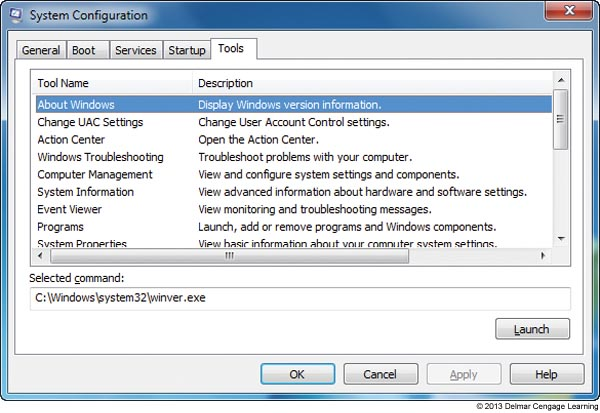 System Configuration
General Boot Services Startup Tools
Tool Name Description
About Windows Display Windows version information.
Change UAC Settings Change User Account Control settings.
Action Center Open the Action Center.
Windows Troubleshooting Troubleshoot problems with your computer.
Computer Management View and configure system settings and components.
System Information View advanced information about hardware and software settings.
Event Viewer View monitoring and troubleshooting messages.
Programs Launch, add or remove programs and Windows components.
System Properties View basic information about your computer system settings.
Selected command:
C:\Windows\system32\winver.exe
Launch
OK Cancel Apply Help
© 2013 Delmar Cengage Learning